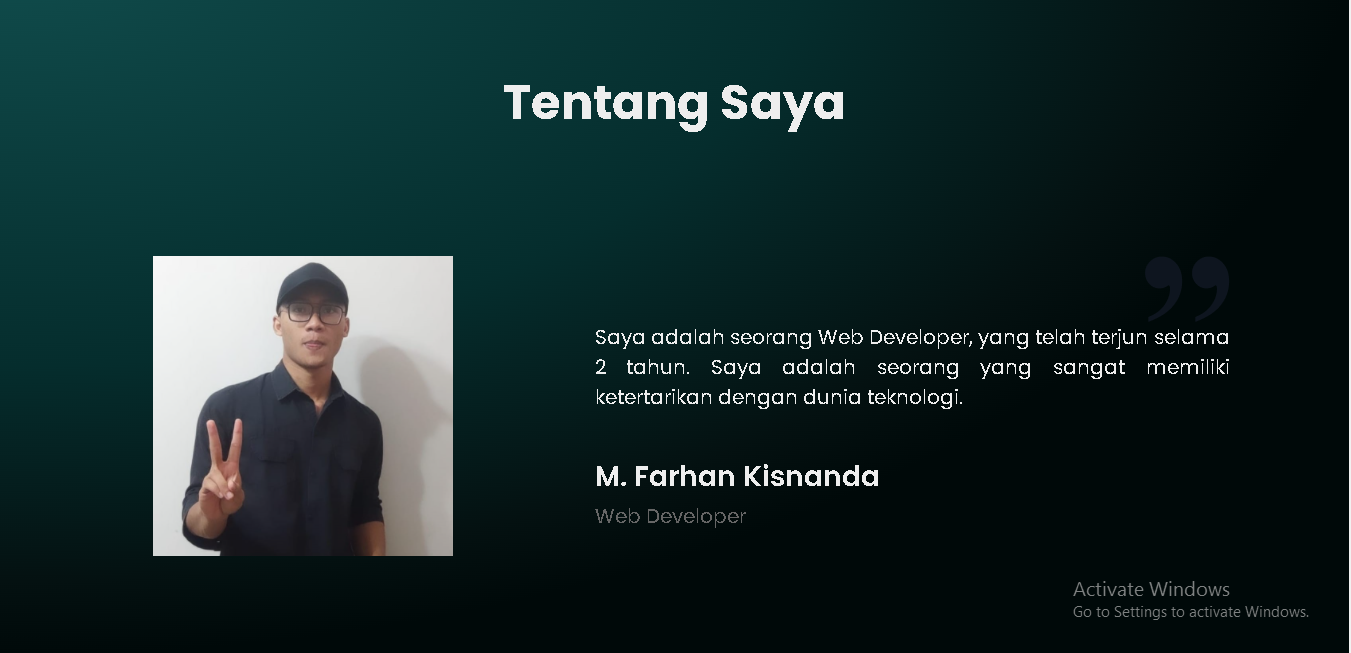 Tentang Saya
”
Saya adalah seorang Web Developer, yang telah terjun selama
2 tahun. Saya adalah seorang yang sangat memiliki
ketertarikan dengan dunia teknologi.
M. Farhan Kisnanda
Web Developer
Activate Windows
Go to Settings to activate Windows.